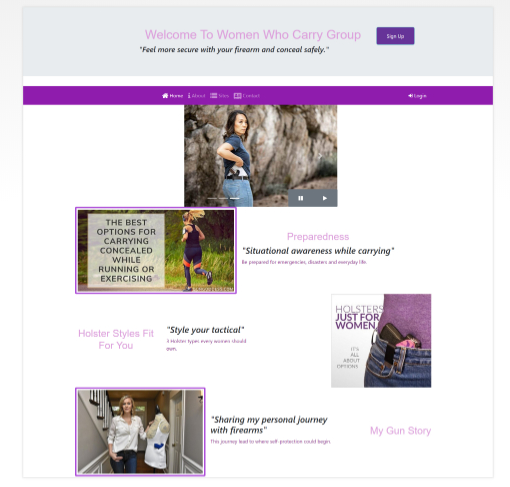 Welcome To Women Who Carry Group
Sign Up
"Feel more secure with your firearm and conceal safely."
Home
About
Sites
Contact
Login
THE BEST
OPTIONS FOR
CARRYING
CONCEALED
WHILE
RUNNING OR
EXERCISING
Preparedness
"Situational awareness while carrying"
Be prepared for emergencies, disasters and everyday life.
Holster Styles Fit
For You
"Style your tactical"
3 Holster types every women should
own.
HOLSTERS
JUST FOR
WOMEN
IT'S
ALL
ABOUT
OPTIONS
"Sharing my personal journey
with firearms"
This journey lead to where self-protection could begin.
My Gun Story